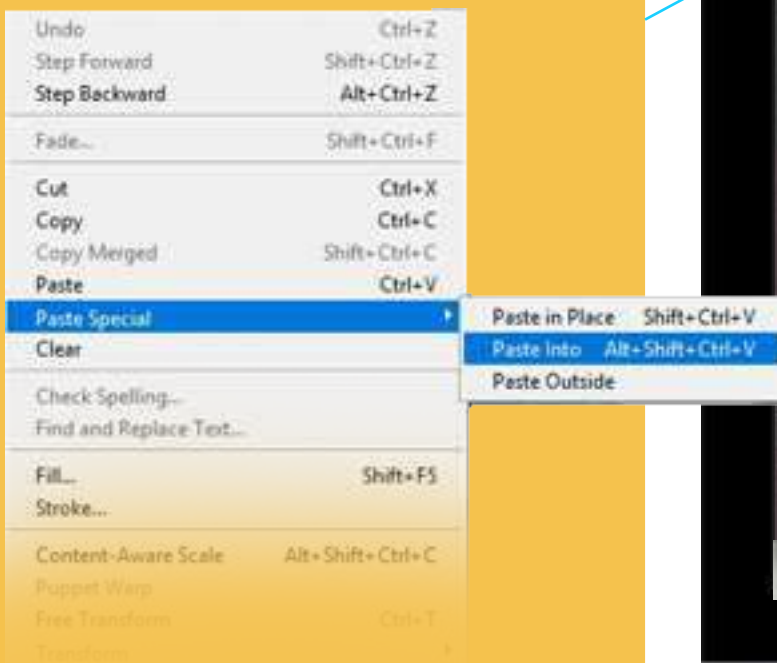 Undo Ctrl+Z
Step Forward Shift+Ctrl+Z
Step Backward Alt+Ctrl+Z
Fade... Shift+Ctrl+F
Cut Ctrl+X
Copy Ctrl+C
Copy Merged Shift+Ctrl+C
Paste Ctrl+V
Paste Special
Paste in Place Shift+Ctrl+V
Paste Into Alt+Shift+Ctrl+V
Paste Outside
Clear
Check Spelling...
Find and Replace Text...
Fill... Shift+F5
Stroke...
Content-Aware Scale Alt+Shift+Ctrl+C
Puppet Warp
Free Transform Ctrl+T
Transform